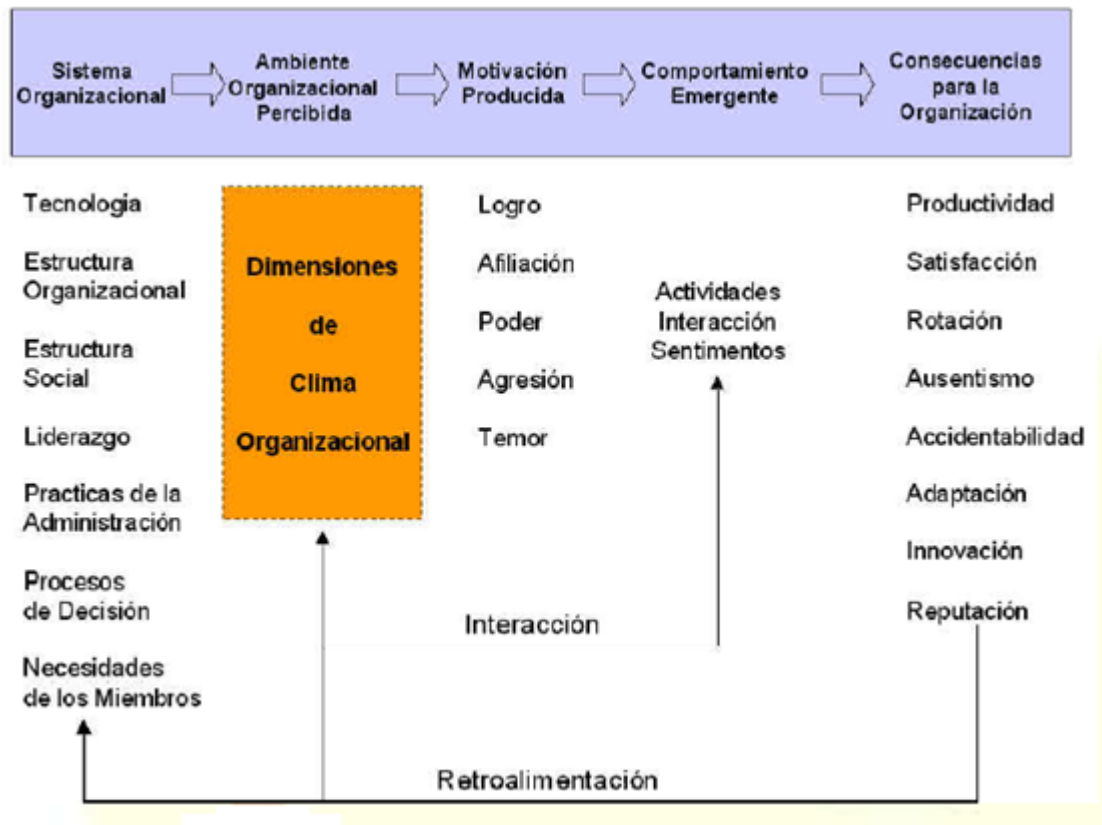 Sistema
Organizacional
Ambiente
Organizacional
Percibida
Motivación
Producida
Comportamiento
Emergente
Consecuencias
para la
Organización
Tecnologia
Estructura
Organizacional
Estructura
Social
Liderazgo
Practicas de la
Administración
Procesos
de Decisión
Necesidades
de los Miembros
Dimensiones
de
Clima
Organizacional
Logro
Afiliación
Poder
Agresión
Temor
Actividades
Interacción
Sentimentos
Productividad
Satisfacción
Rotación
Ausentismo
Accidentabilidad
Adaptación
Innovación
Reputación
Interacción
Retroalimentación